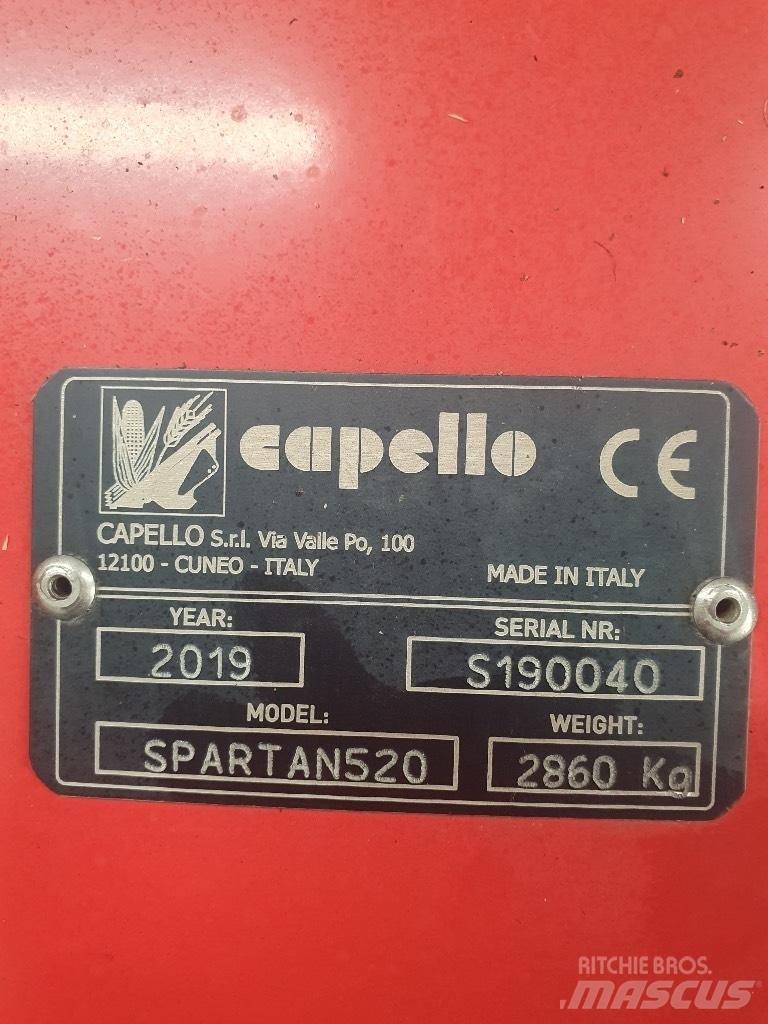 capello CE
CAPELLO S.r.l. Via Valle Po, 100
12100 - CUNEO - ITALY MADE IN ITALY
YEAR: SERIAL NR:
2019 S190040
MODEL: WEIGHT:
SPARTAN520 2860 Kg
RITCHIE BROS.
MASCUS